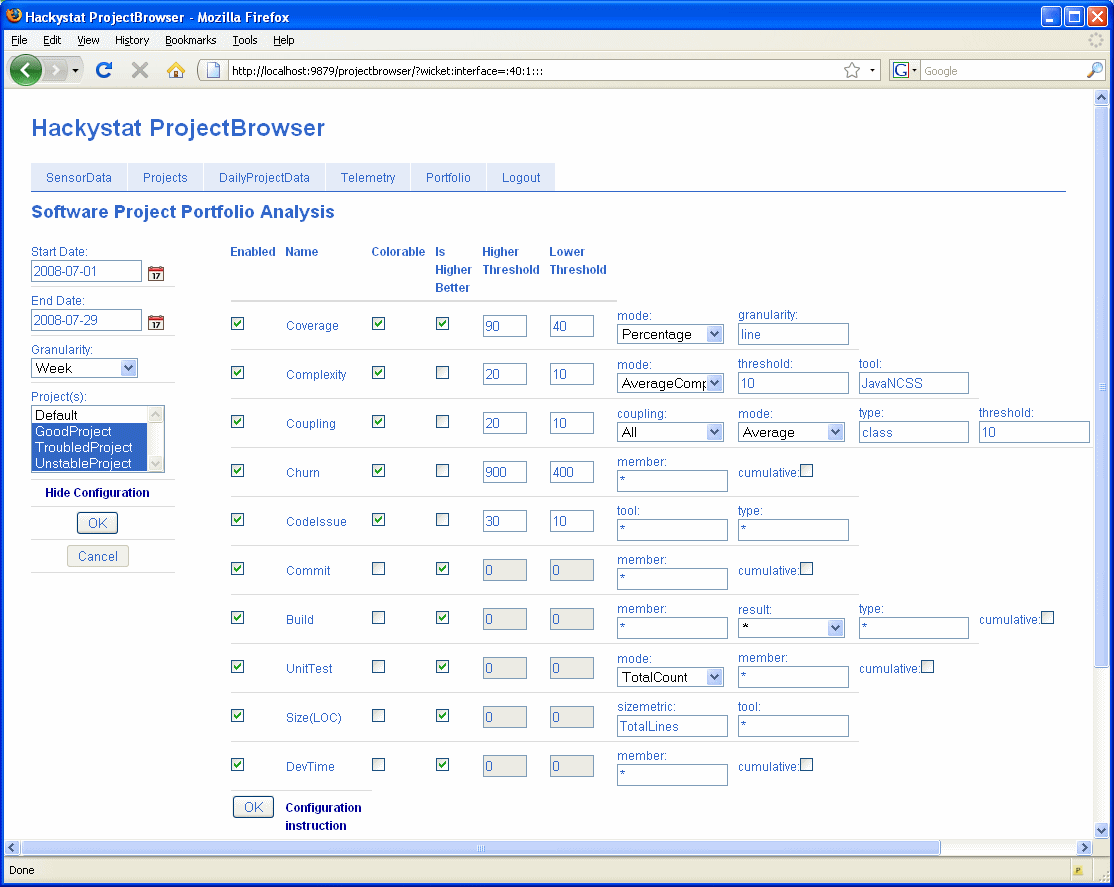 Hackystat ProjectBrowser - Mozilla Firefox
File Edit View History Bookmarks Tools Help
http://localhost:9879/projectbrowser/?wicket:interface=:40:1:::
G Google
Hackystat ProjectBrowser
SensorData Projects DailyProjectData Telemetry Portfolio Logout
Software Project Portfolio Analysis
Start Date:
2008-07-01
17
End Date:
2008-07-29
17
Granularity:
Week
Project(s):
Default
GoodProject
TroubledProject
UnstableProject
Hide Configuration
OK
Cancel
Enabled Name Colorable Is Higher Better Higher Threshold Lower Threshold
mode: granularity:
Coverage 90 40 Percentage line
mode: threshold: tool:
Complexity 20 10 AverageComp 10 JavaNCSS
coupling: mode: type: threshold:
Coupling 20 10 All Average class 10
member:
Churn 900 400 * cumulative:
tool: type:
CodeIssue 30 10 * *
member:
Commit 0 0 * cumulative:
member: result: type:
Build 0 0 * * * cumulative:
mode: member:
UnitTest 0 0 TotalCount * cumulative:
sizemetric: tool:
Size(LOC) 0 0 TotalLines *
member:
DevTime 0 0 * cumulative:
OK Configuration
instruction
Done
P